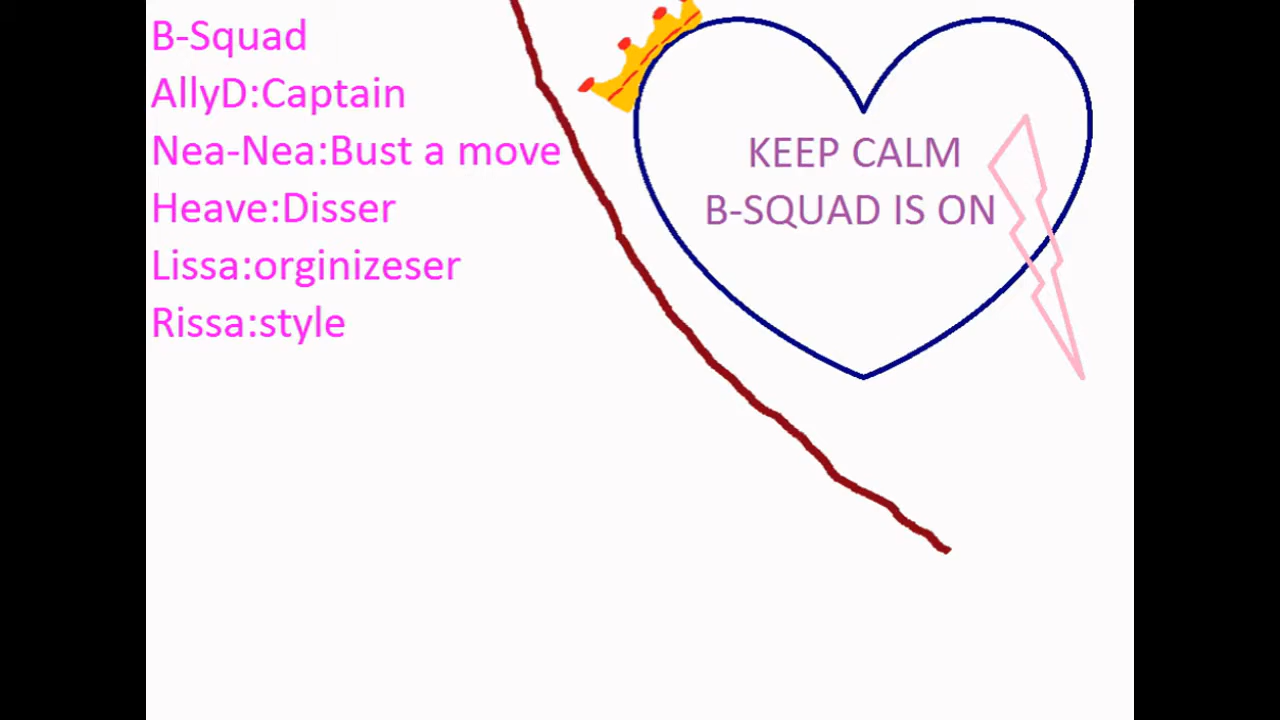 B-Squad
AllyD:Captain
Nea-Nea:Bust a move
Heave:Disser
Lissa:orginizeser
Rissa:style
KEEP CALM
B-SQUAD IS ON